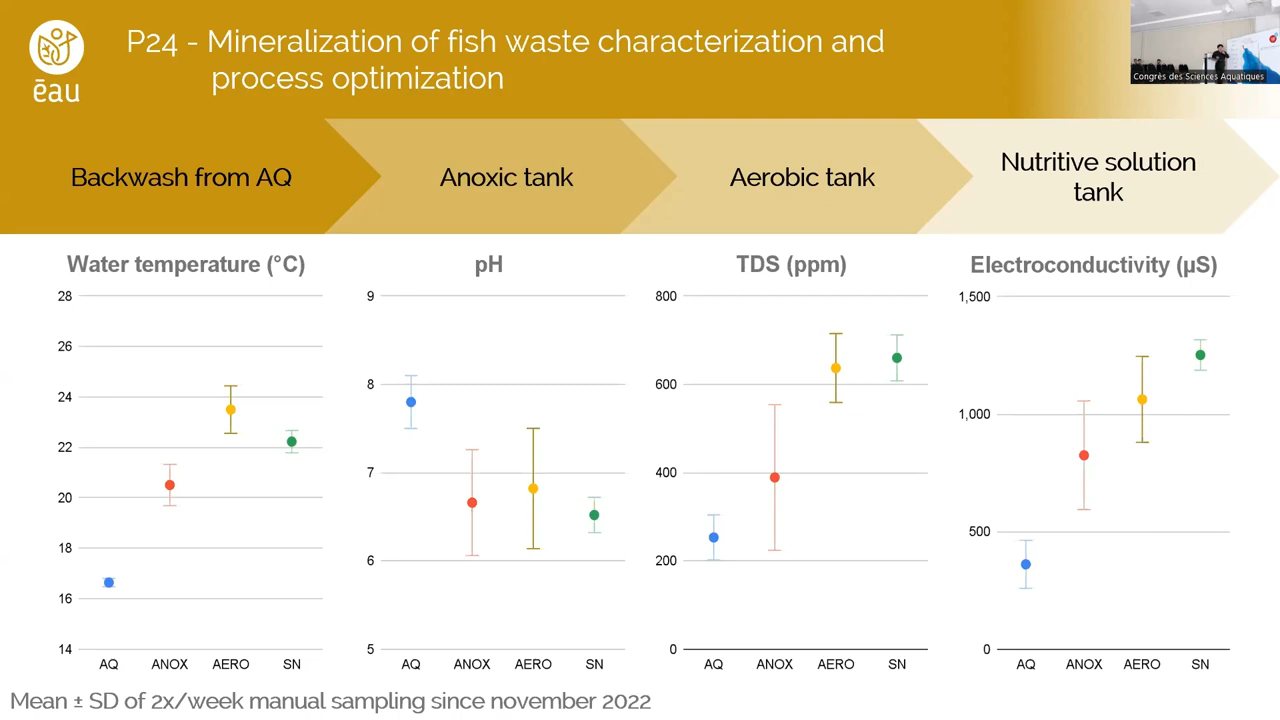 P24 - Mineralization of fish waste characterization and
process optimization
ēau
Congrès des Sciences Aquatiques
Backwash from AQ
Anoxic tank
Aerobic tank
Nutritive solution
tank
Water temperature (°C)
28
26
24
22
20
18
16
14
AQ ANOX AERO SN
pH
9
8
7
6
5
AQ ANOX AERO SN
TDS (ppm)
800
600
400
200
0
AQ ANOX AERO SN
Electroconductivity (µS)
1,500
1,000
500
0
AQ ANOX AERO SN
Mean ± SD of 2x/week manual sampling since november 2022